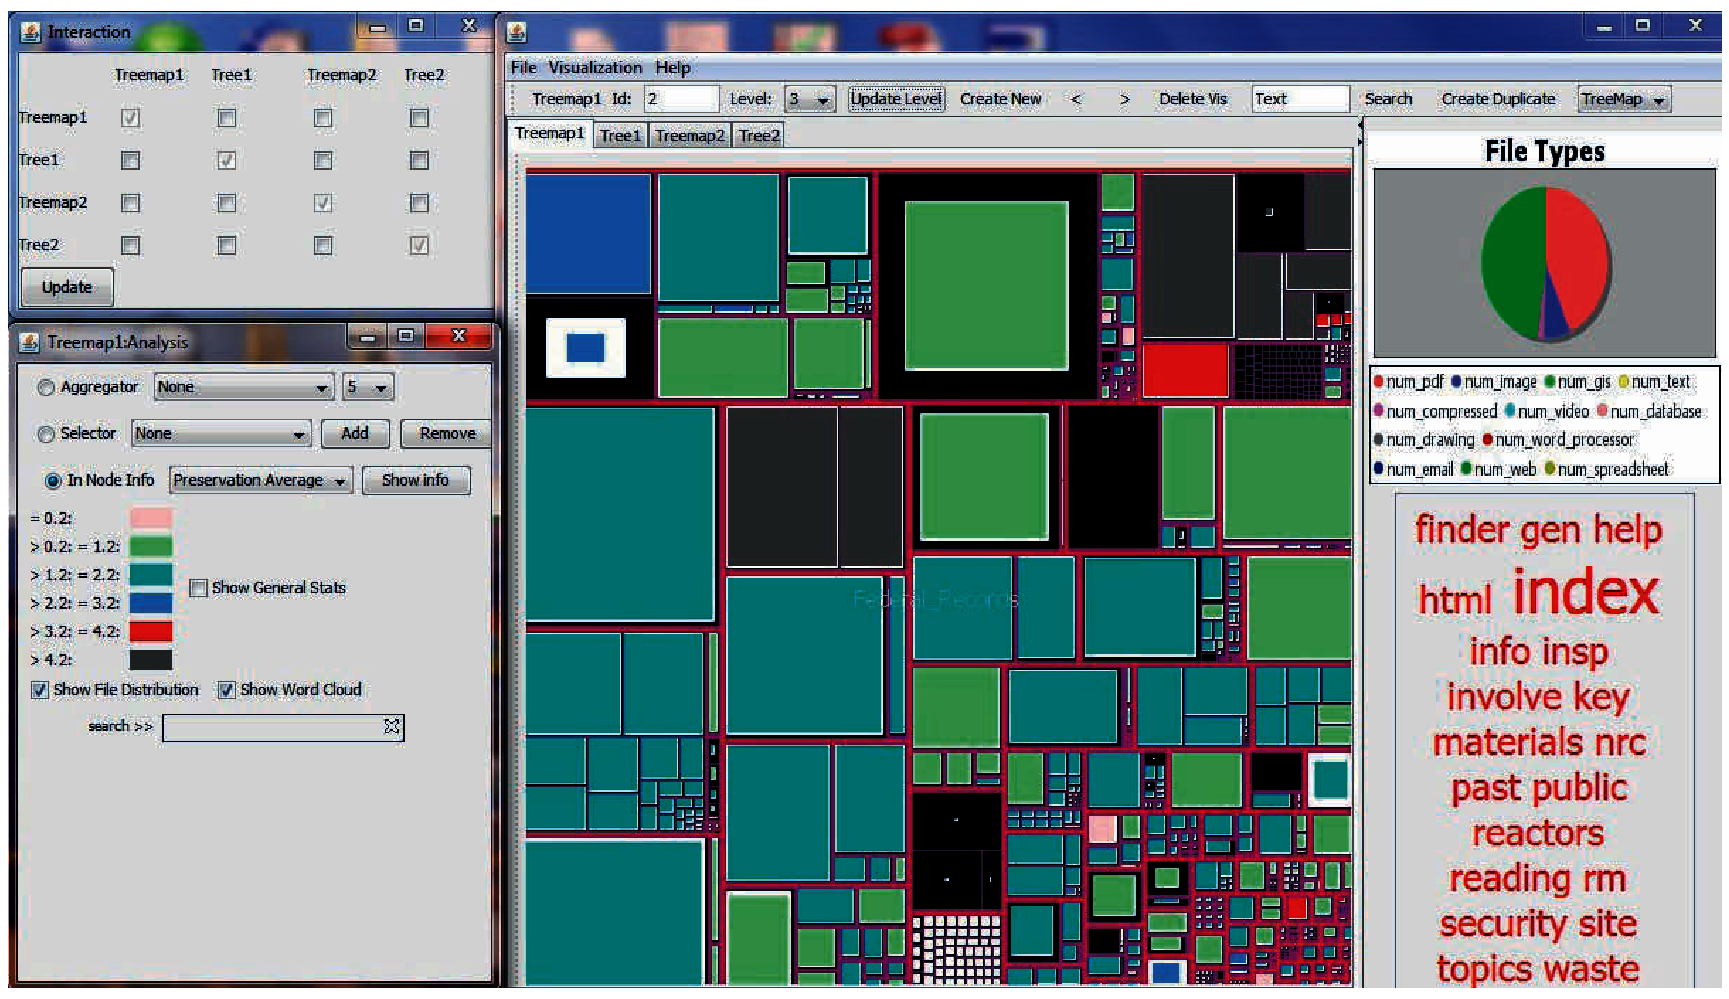 Interaction
Treemap1 Tree1 Treemap2 Tree2
Treemap1
Tree1
Treemap2
Tree2
Update
Treemap1:Analysis
Aggregator None 5
Selector None Add Remove
In Node Info Preservation Average Show info
= 0.2:
> 0.2: = 1.2:
> 1.2: = 2.2:
> 2.2: = 3.2:
> 3.2: = 4.2:
> 4.2:
Show General Stats
Show File Distribution Show Word Cloud
search >>
File Visualization Help
Treemap1 Id: 2 Level: 3 Update Level Create New < > Delete Vis Text Search Create Duplicate TreeMap
Treemap1 Tree1 Treemap2 Tree2
Federal_Records
File Types
num_pdf num_image num_gis num_text
num_compressed num_video num_database
num_drawing num_word_processor
num_email num_web num_spreadsheet
finder gen help
html index
info insp
involve key
materials nrc
past public
reactors
reading rm
security site
topics waste